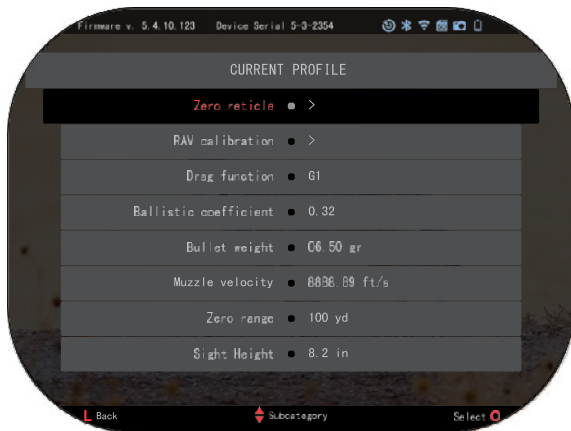 Firmware v. 5.4.10.123 Device Serial 5-3-2354
CURRENT PROFILE
Zero reticle >
RAV calibration >
Drag function G1
Ballistic coefficient 0.32
Bullet weight gr
Muzzle velocity ft/s
Zero range 100 yd
Sight Height 8.2 in
L Back Subcategory Select